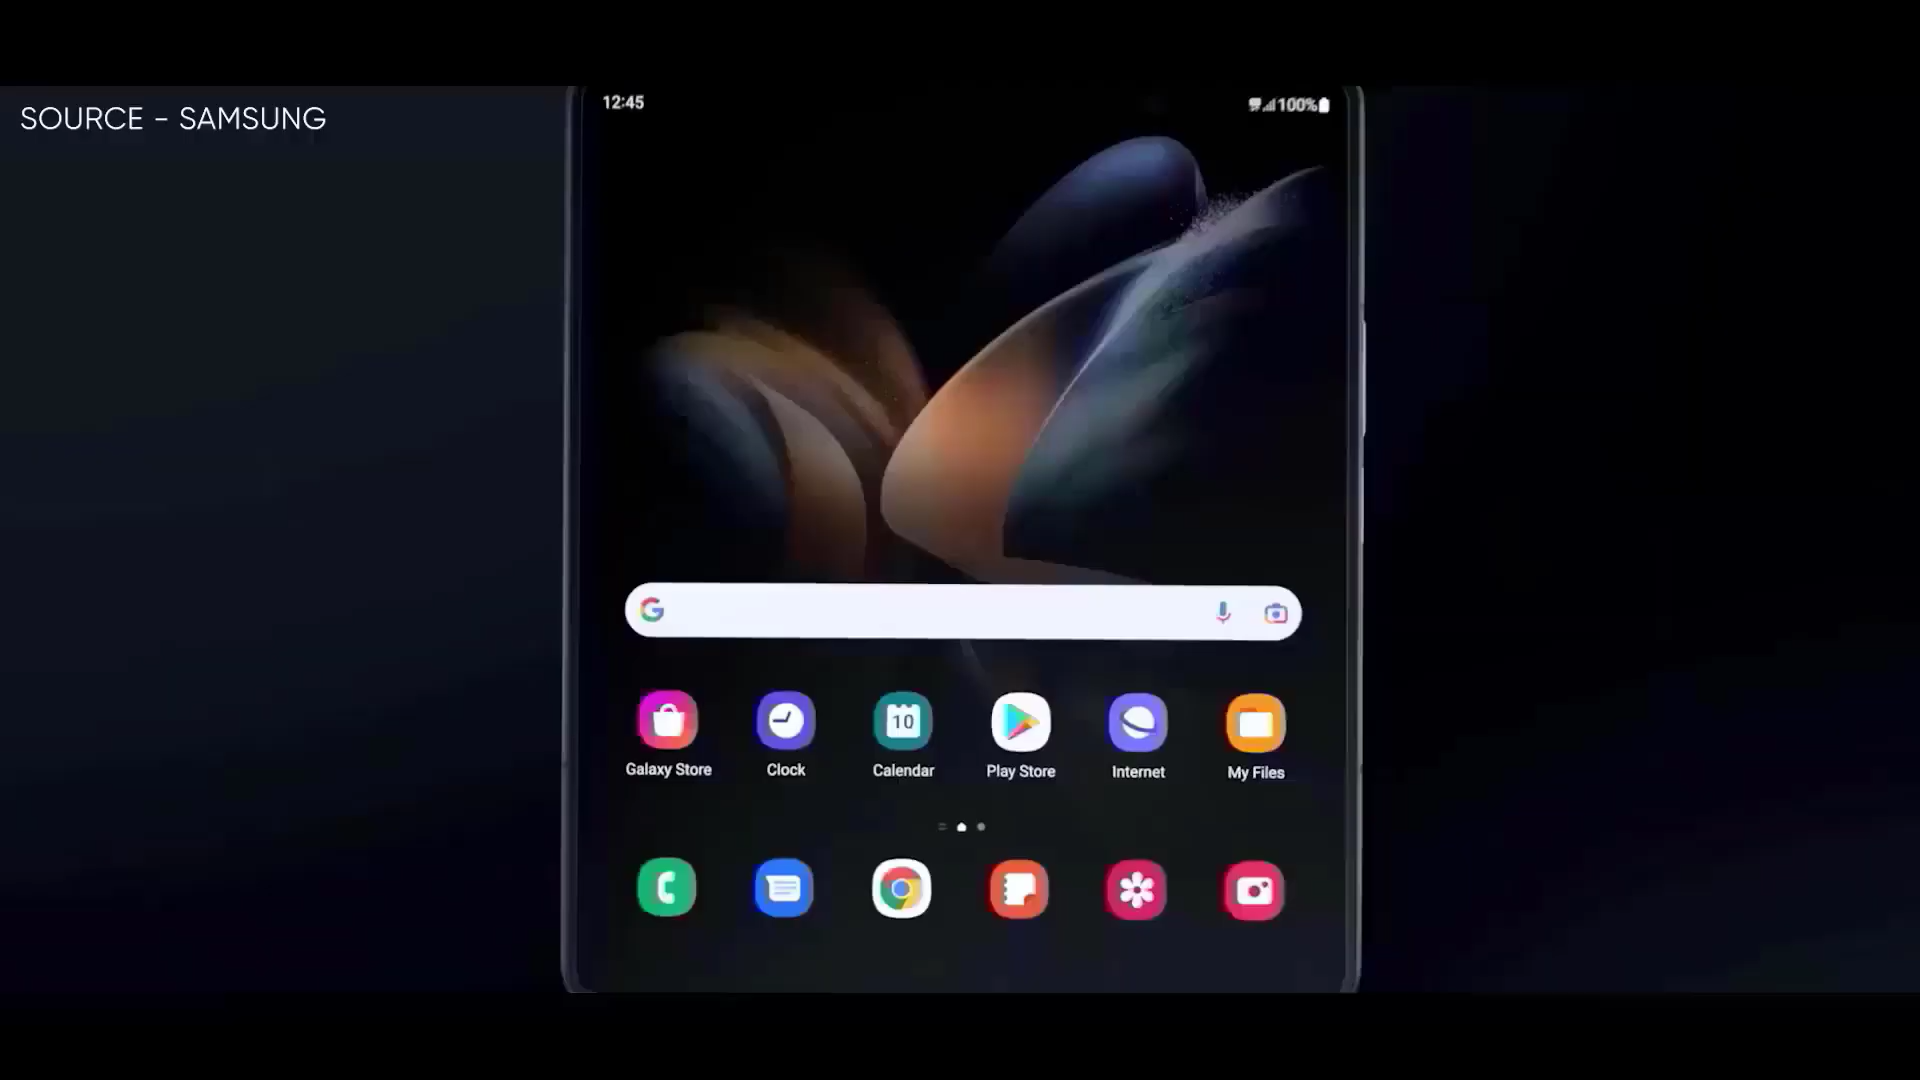 SOURCE - SAMSUNG
12:45
100%
Galaxy Store
Clock
10
Calendar
Play Store
Internet
My Files